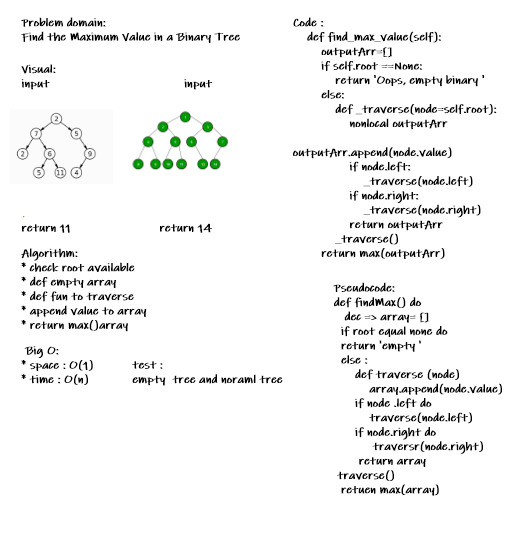 Problem domain:
Find the Maximum Value in a Binary Tree
Visual:
input input
2
7 5
2 6 9
5 11 4
return 11 return 14
Algorithm:
* check root available
* def empty array
* def fun to traverse
* append value to array
* return max()array
Big O:
* space : O(1) test :
* time : O(n) empty tree and noraml tree
Code :
def find_max_value(self):
outputArr=[]
if self.root ==None:
return 'Oops, empty binary '
else:
def _traverse(node=self.root):
nonlocal outputArr
outputArr.append(node.value)
if node.left:
_traverse(node.left)
if node.right:
_traverse(node.right)
return outputArr
_traverse()
return max(outputArr)
Pseudocode:
def findMax() do
dec => array= []
if root equal none do
return 'empty '
else :
def traverse (node)
array.append(node.value)
if node .left do
traverse(node.left)
if node.right do
traversr(node.right)
return array
traverse()
retuen max(array)